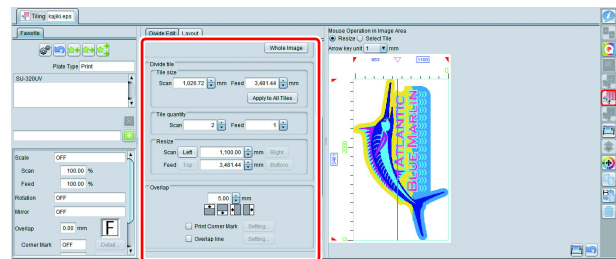 Tiling kajiki.eps
Favorite
Plate Type Print
SU-320UV
Scale OFF
Scan 100.00 %
Feed 100.00 %
Rotation OFF
Mirror OFF
Overlap 0.00 mm F
Corner Mark OFF Detail...
Divide Edit Layout
Whole Image
Divide tile
Tile size
Scan 1,026.72 mm Feed 3,481.44 mm
Apply to All Tiles
Tile quantity
Scan 2 Feed 1
Resize
Scan Left 1,100.00 mm Right
Feed Top 3,481.44 mm Bottom
Overlap
5.00 mm
Print Corner Mark Setting...
Overlap line Setting...
Mouse Operation in Image Area
Resize Select Tile
Arrow key unit 1 mm
1100
ATLANTIC
BLUE MARLIN